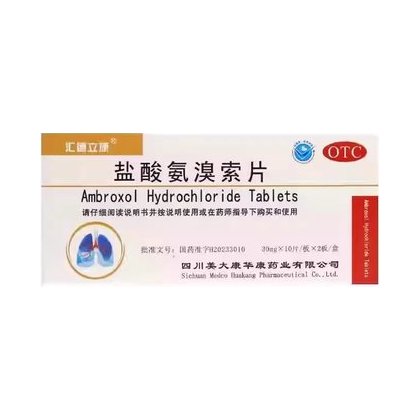 汇德立康®
OTC
盐酸氨溴索片
Ambroxol Hydrochloride Tablets
请仔细阅读说明书并按说明使用或在药师指导下购买和使用
批准文号：国药准字H20233016 30mg×10片/板×2板/盒
四川美大康华康药业有限公司
Sichuan Medco Huakang Pharmaceutical Co.,Ltd.
Ambroxol Hydrochloride Tablets